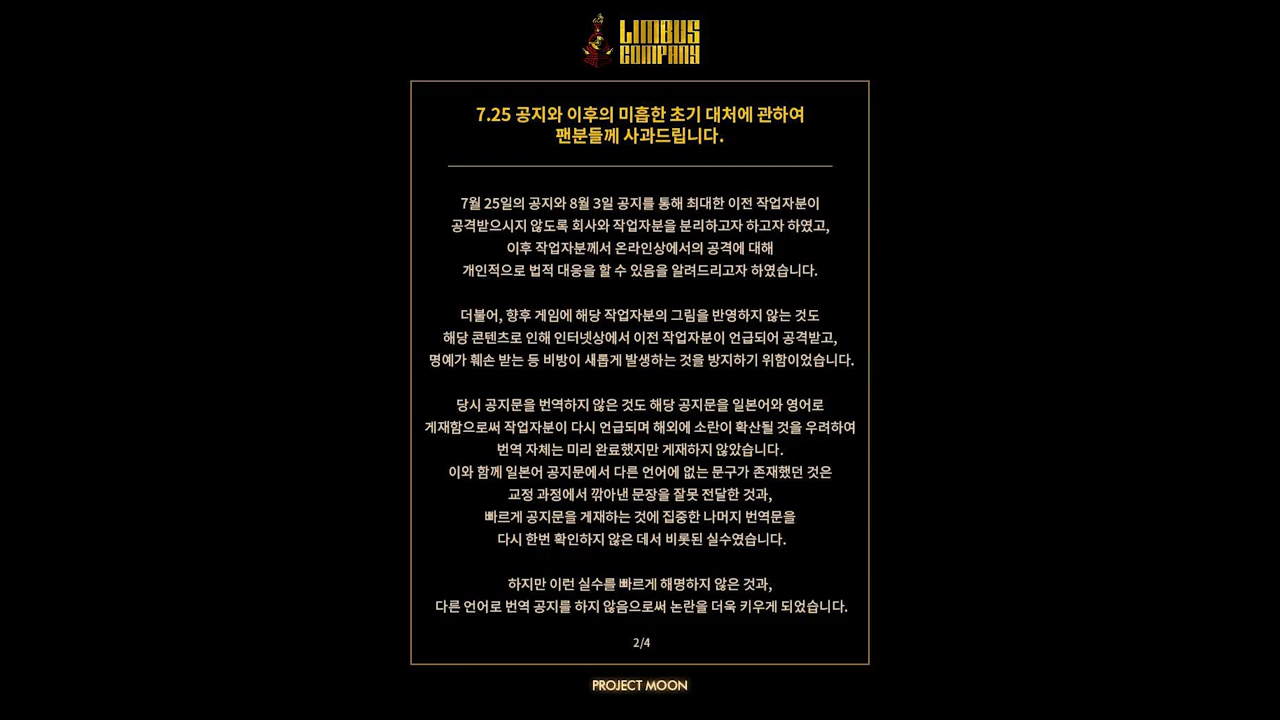 LIMBUS
COMPANY
7.25 공지와 이후의 미흡한 초기 대처에 관하여
팬분들께 사과드립니다.
7월 25일의 공지와 8월 3일 공지를 통해 최대한 이전 작업자분이
공격받으시지 않도록 회사와 작업자분을 분리하고자 하고자 하였고,
이후 작업자분께서 온라인상에서의 공격에 대해
개인적으로 법적 대응을 할 수 있음을 알려드리고자 하였습니다.
더불어, 향후 게임에 해당 작업자분의 그림을 반영하지 않는 것도
해당 콘텐츠로 인해 인터넷상에서 이전 작업자분이 언급되어 공격받고,
명예가 훼손 받는 등 비방이 새롭게 발생하는 것을 방지하기 위함이었습니다.
당시 공지문을 번역하지 않은 것도 해당 공지문을 일본어와 영어로
게재함으로써 작업자분이 다시 언급되며 해외에 소란이 확산될 것을 우려하여
번역 자체는 미리 완료했지만 게재하지 않았습니다.
이와 함께 일본어 공지문에서 다른 언어에 없는 문구가 존재했던 것은
교정 과정에서 깎아낸 문장을 잘못 전달한 것과,
빠르게 공지문을 게재하는 것에 집중한 나머지 번역문을
다시 한번 확인하지 않은 데서 비롯된 실수였습니다.
하지만 이런 실수를 빠르게 해명하지 않은 것과,
다른 언어로 번역 공지를 하지 않음으로써 논란을 더욱 키우게 되었습니다.
2/4
PROJECT MOON